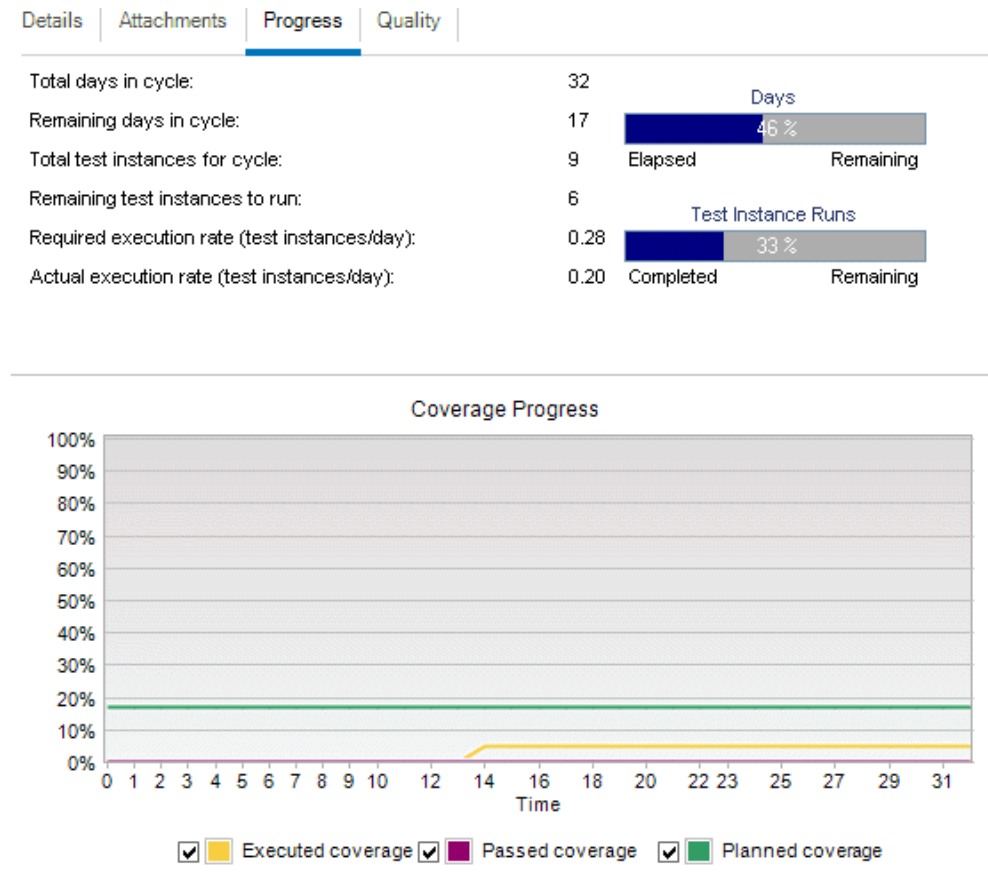 Details Attachments Progress Quality
Total days in cycle: 32
Days
Remaining days in cycle: 17
46 %
Total test instances for cycle: 9
Elapsed Remaining
Remaining test instances to run: 6
Test Instance Runs
Required execution rate (test instances/day): 0.28
33 %
Actual execution rate (test instances/day): 0.20
Completed Remaining
Coverage Progress
100%
90%
80%
70%
60%
50%
40%
30%
20%
10%
0%
0 1 2 3 4 5 6 7 8 9 10 12 14 16 18 20 22 23 25 27 29 31
Time
Executed coverage Passed coverage Planned coverage